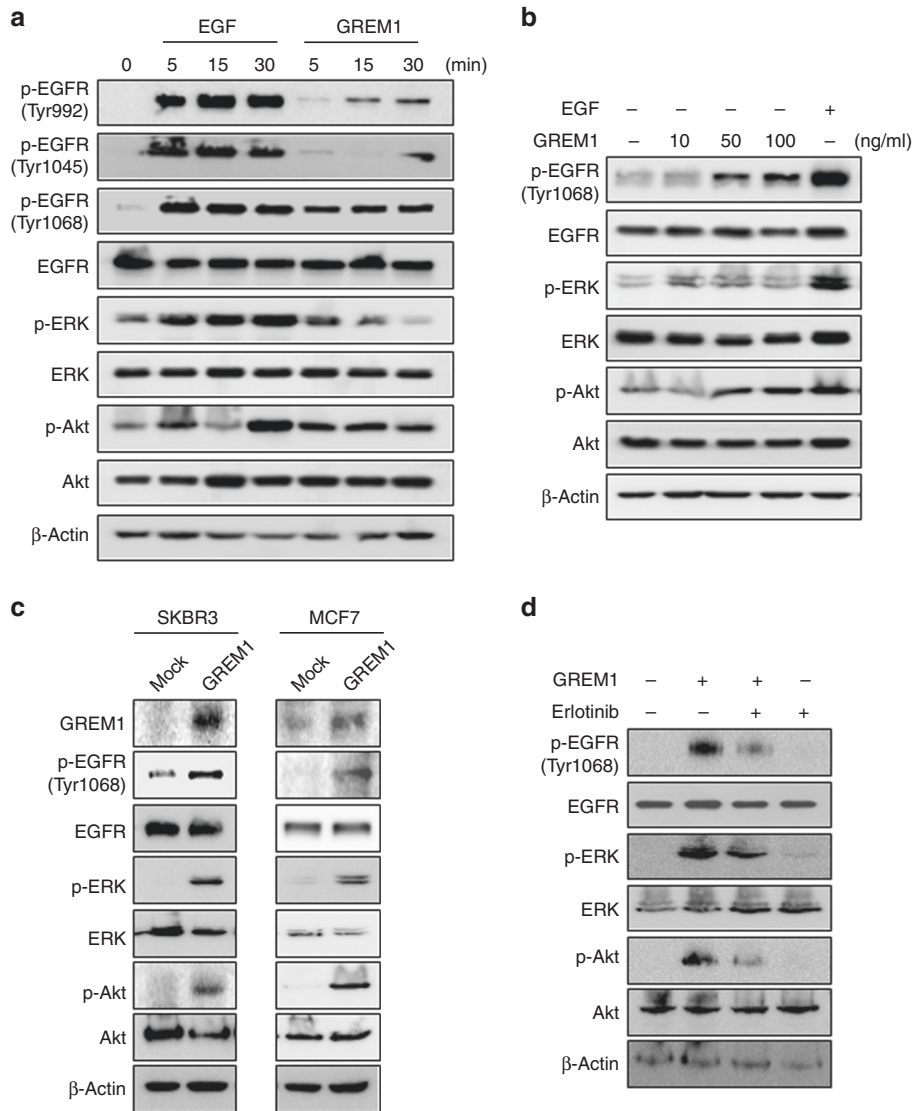 a
EGF GREM1
0 5 15 30 5 15 30 (min)
p-EGFR
(Tyr992)
p-EGFR
(Tyr1045)
p-EGFR
(Tyr1068)
EGFR
p-ERK
ERK
p-Akt
Akt
β-Actin
b
EGF – – – – +
GREM1 – 10 50 100 – (ng/ml)
p-EGFR
(Tyr1068)
EGFR
p-ERK
ERK
p-Akt
Akt
β-Actin
c
SKBR3 MCF7
Mock GREM1 Mock GREM1
GREM1
p-EGFR
(Tyr1068)
EGFR
p-ERK
ERK
p-Akt
Akt
β-Actin
d
GREM1 – + + –
Erlotinib – – + +
p-EGFR
(Tyr1068)
EGFR
p-ERK
ERK
p-Akt
Akt
β-Actin